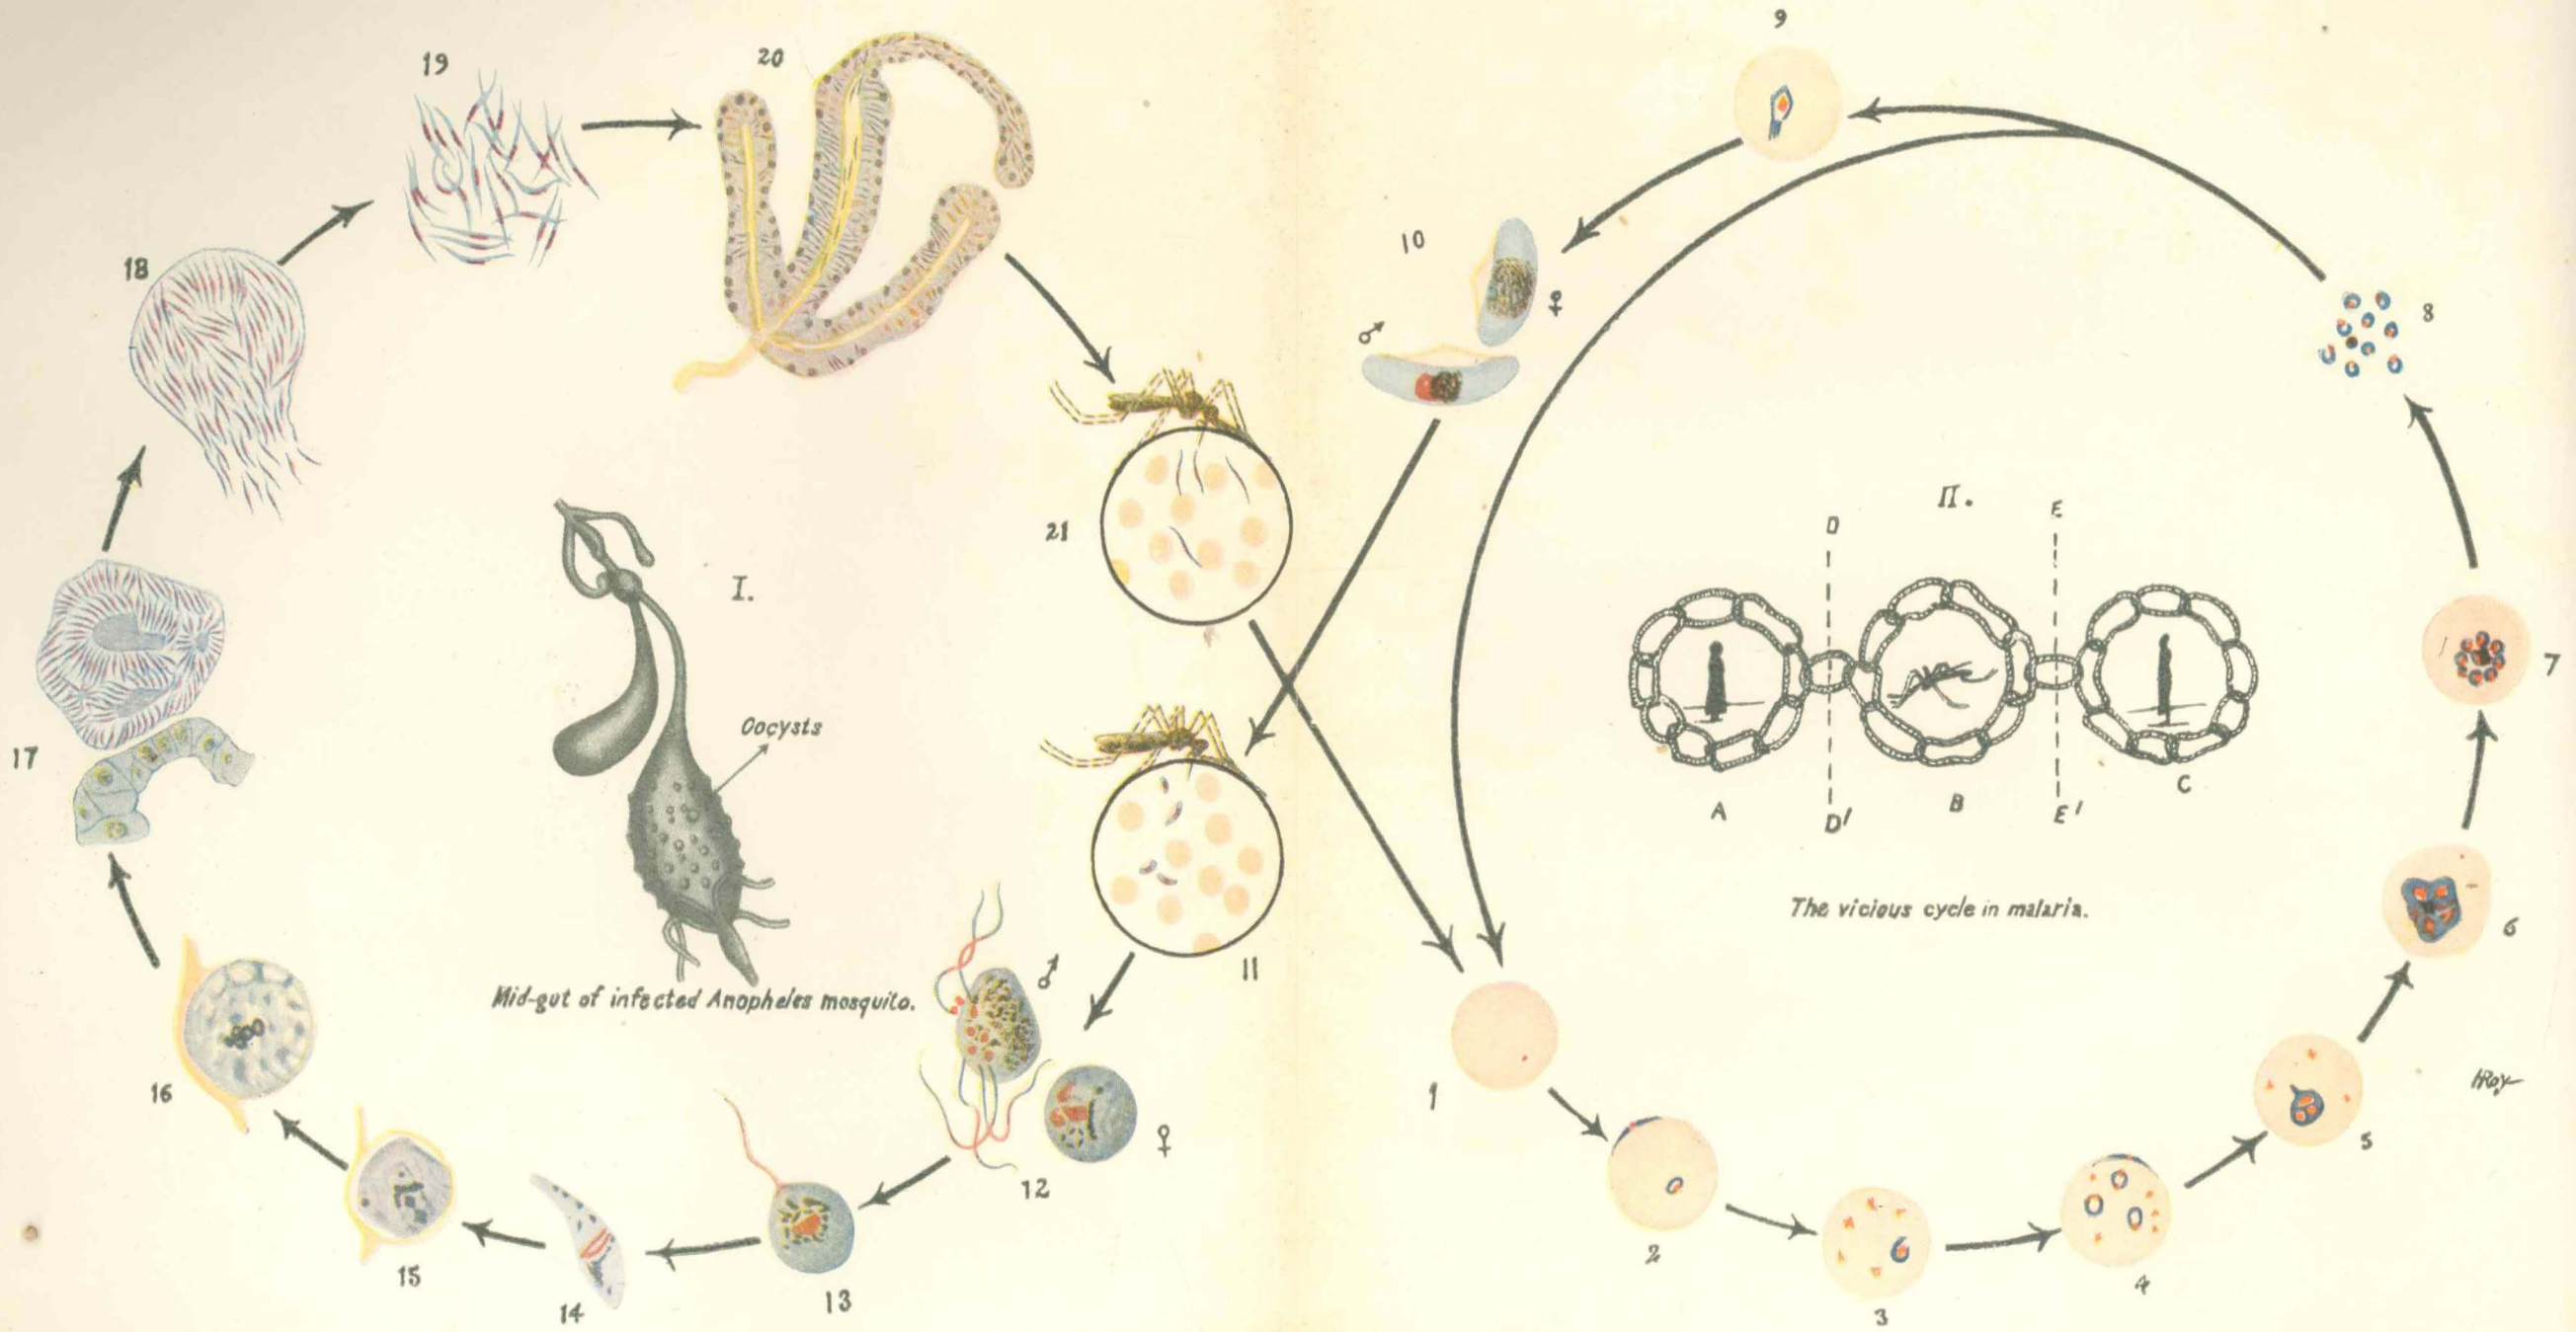 9
19
20
10
♀
♂
18
8
II.
E
D
21
I.
7
Oocysts
17
A
D'
B
E'
C
The vicious cycle in malaria.
6
11
Mid-gut of infected Anopheles mosquito.
♂
16
1
♀
5
12
2
15
4
13
14
3